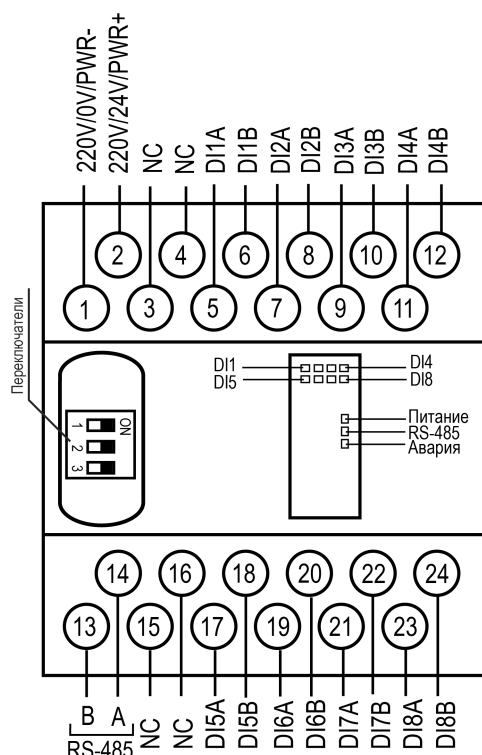 220V/0V/PWR-
220V/24V/PWR+
NC
NC
DI1A
DI1B
DI2A
DI2B
DI3A
DI3B
DI4A
DI4B
2
4
6
8
10
12
1
3
5
7
9
11
Переключатели
ON
1
2
3
DI1
DI4
DI5
DI8
Питание
RS-485
Авария
14
16
18
20
22
24
13
15
17
19
21
23
B
A
RS-485
NC
NC
DI5A
DI5B
DI6A
DI6B
DI7A
DI7B
DI8A
DI8B